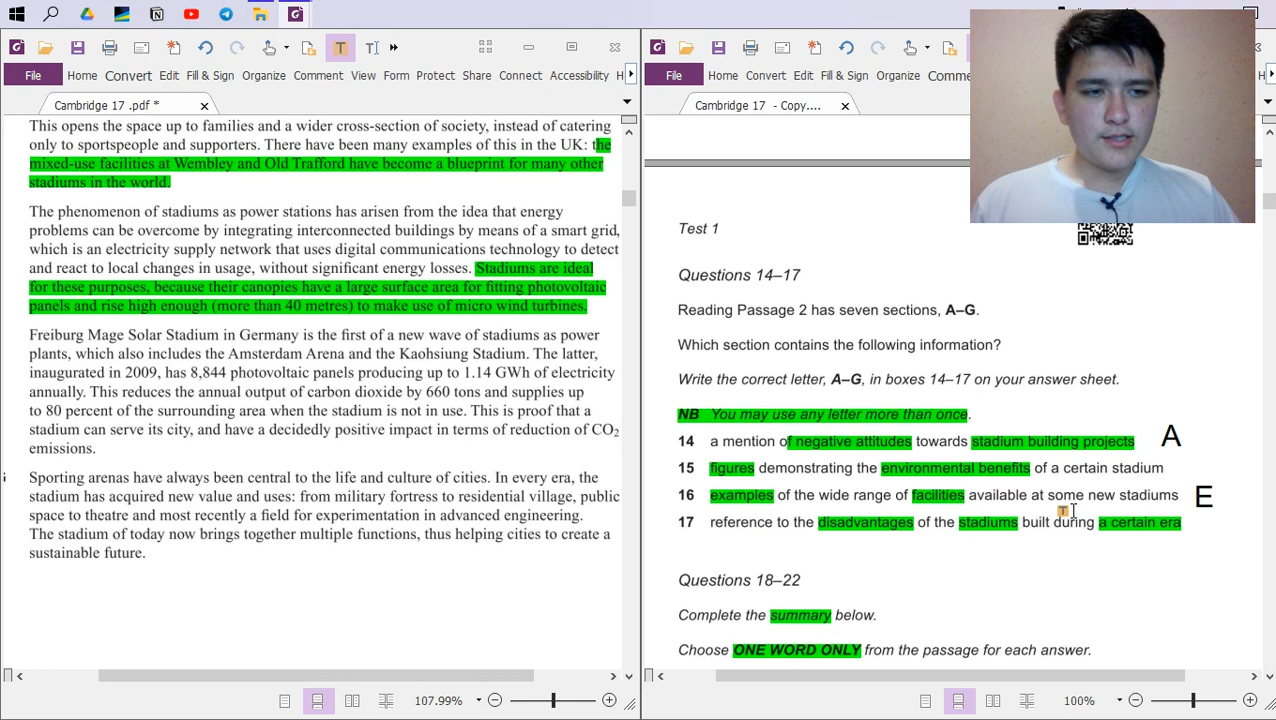 File Home Convert Edit Fill & Sign Organize Comment View Form Protect Share Connect Accessibility H
Cambridge 17 .pdf *
This opens the space up to families and a wider cross-section of society, instead of catering
only to sportspeople and supporters. There have been many examples of this in the UK: the
mixed-use facilities at Wembley and Old Trafford have become a blueprint for many other
stadiums in the world.
The phenomenon of stadiums as power stations has arisen from the idea that energy
problems can be overcome by integrating interconnected buildings by means of a smart grid,
which is an electricity supply network that uses digital communications technology to detect
and react to local changes in usage, without significant energy losses. Stadiums are ideal
for these purposes, because their canopies have a large surface area for fitting photovoltaic
panels and rise high enough (more than 40 metres) to make use of micro wind turbines.
Freiburg Mage Solar Stadium in Germany is the first of a new wave of stadiums as power
plants, which also includes the Amsterdam Arena and the Kaohsiung Stadium. The latter,
inaugurated in 2009, has 8,844 photovoltaic panels producing up to 1.14 GWh of electricity
annually. This reduces the annual output of carbon dioxide by 660 tons and supplies up
to 80 percent of the surrounding area when the stadium is not in use. This is proof that a
stadium can serve its city, and have a decidedly positive impact in terms of reduction of CO₂
emissions.
Sporting arenas have always been central to the life and culture of cities. In every era, the
stadium has acquired new value and uses: from military fortress to residential village, public
space to theatre and most recently a field for experimentation in advanced engineering.
The stadium of today now brings together multiple functions, thus helping cities to create a
sustainable future.
107.99%
File Home Convert Edit Fill & Sign Organize Comme
Cambridge 17 - Copy....
Test 1
Questions 14–17
Reading Passage 2 has seven sections, A–G.
Which section contains the following information?
Write the correct letter, A–G, in boxes 14–17 on your answer sheet.
NB You may use any letter more than once.
14 a mention of negative attitudes towards stadium building projects A
15 figures demonstrating the environmental benefits of a certain stadium
16 examples of the wide range of facilities available at some new stadiums E
17 reference to the disadvantages of the stadiums built during a certain era
Questions 18–22
Complete the summary below.
Choose ONE WORD ONLY from the passage for each answer.
100%